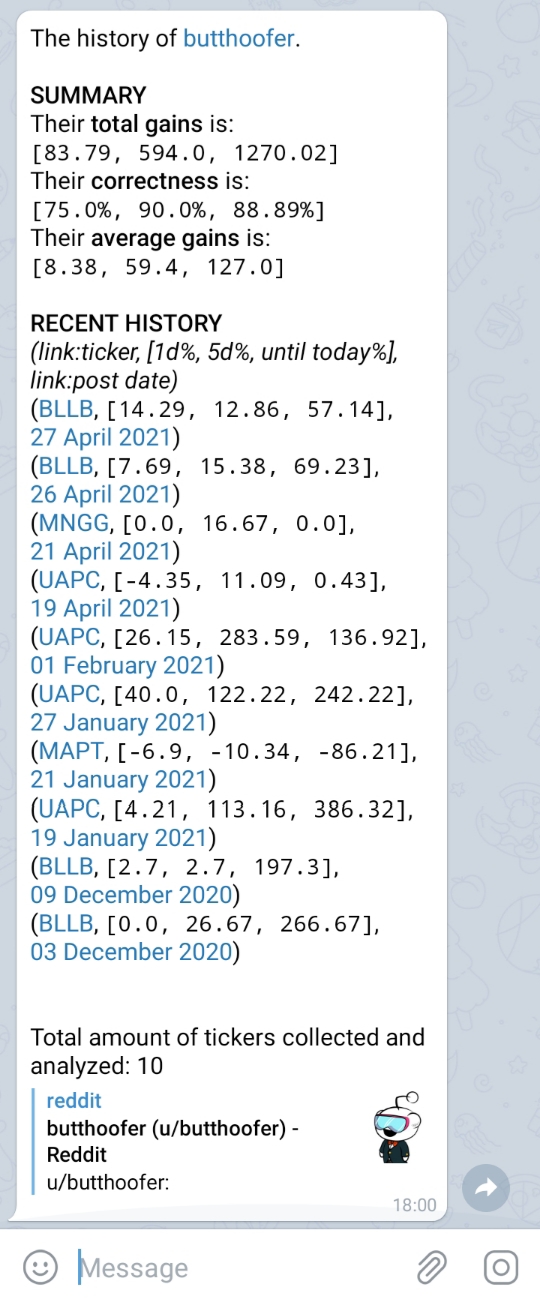 The history of butthoofer.
SUMMARY
Their total gains is:
[83.79, 594.0, 1270.02]
Their correctness is:
[75.0%, 90.0%, 88.89%]
Their average gains is:
[8.38, 59.4, 127.0]
RECENT HISTORY
(link:ticker, [1d%, 5d%, until today%],
link:post date)
(BLLB, [14.29, 12.86, 57.14],
27 April 2021)
(BLLB, [7.69, 15.38, 69.23],
26 April 2021)
(MNGG, [0.0, 16.67, 0.0],
21 April 2021)
(UAPC, [-4.35, 11.09, 0.43],
19 April 2021)
(UAPC, [26.15, 283.59, 136.92],
01 February 2021)
(UAPC, [40.0, 122.22, 242.22],
27 January 2021)
(MAPT, [-6.9, -10.34, -86.21],
21 January 2021)
(UAPC, [4.21, 113.16, 386.32],
19 January 2021)
(BLLB, [2.7, 2.7, 197.3],
09 December 2020)
(BLLB, [0.0, 26.67, 266.67],
03 December 2020)
Total amount of tickers collected and
analyzed: 10
reddit
butthoofer (u/butthoofer) -
Reddit
u/butthoofer:
18:00
Message